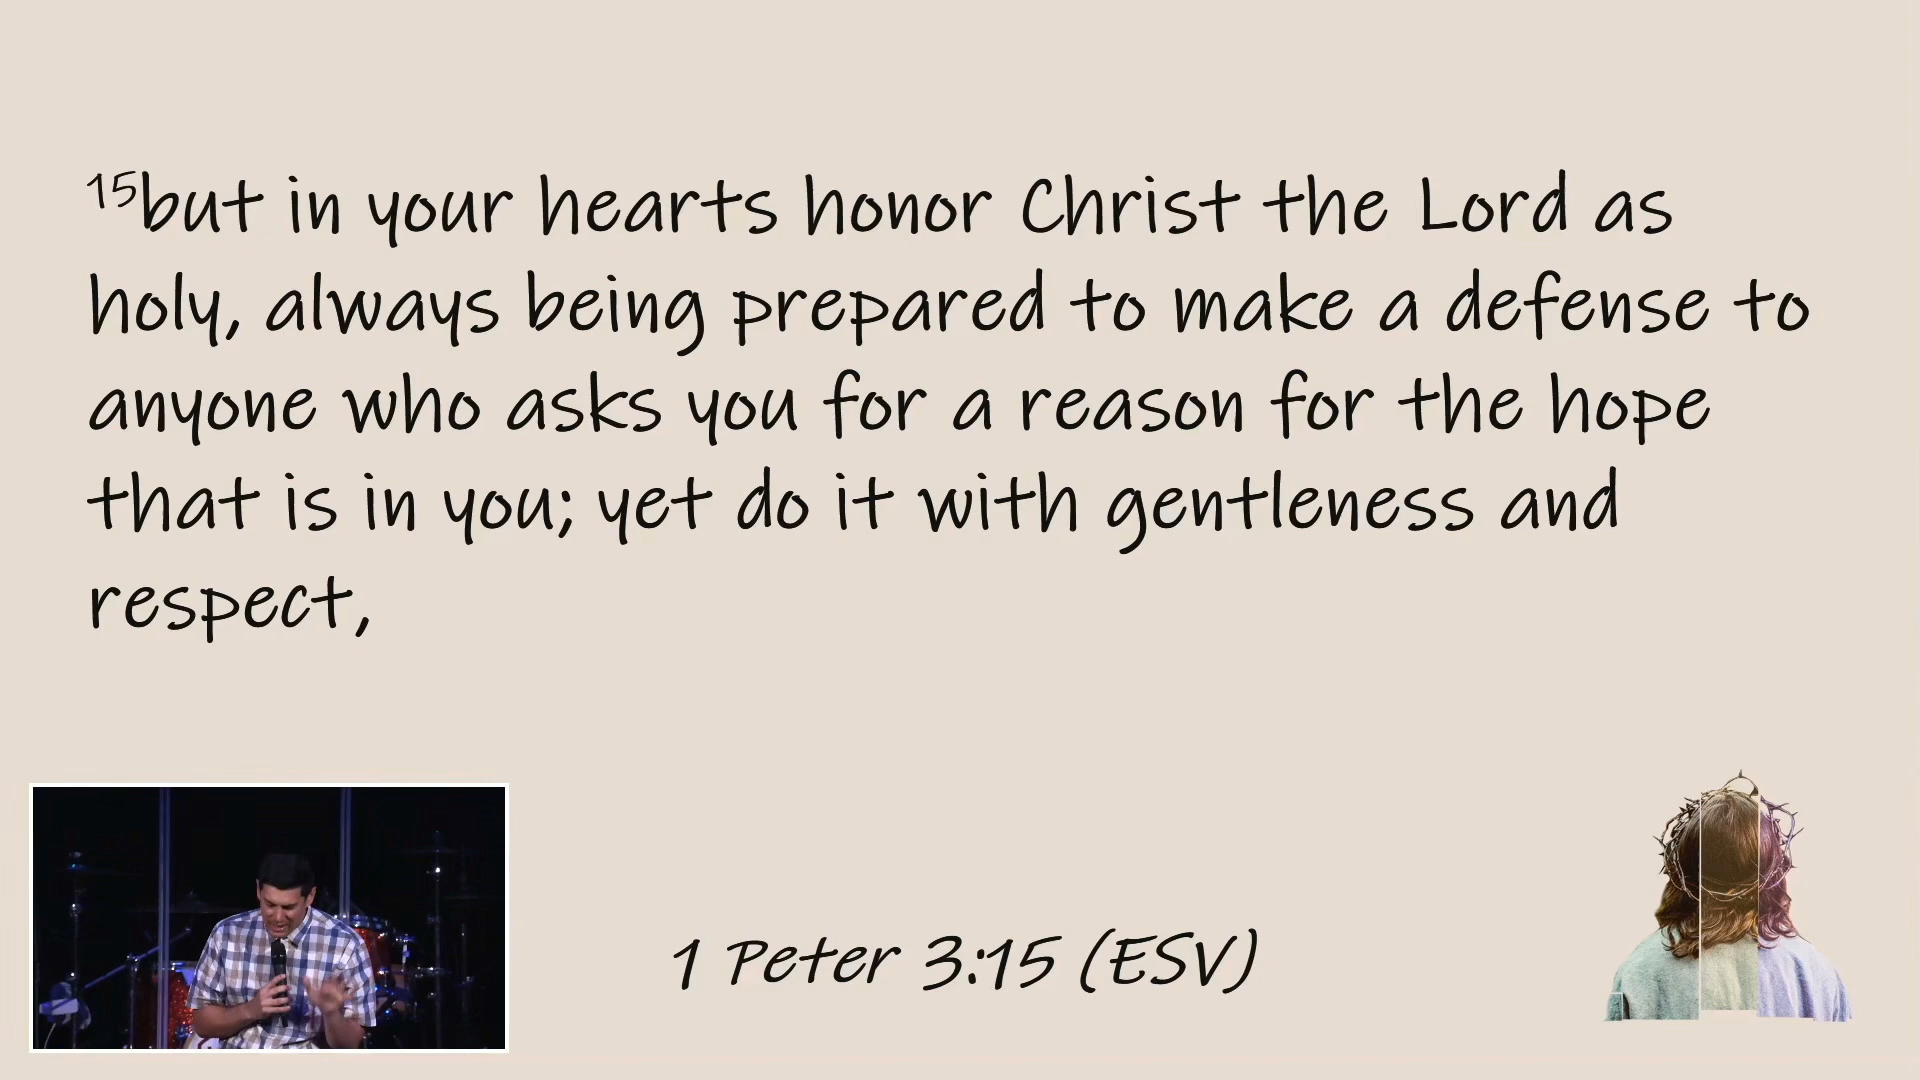 15but in your hearts honor Christ the Lord as
holy, always being prepared to make a defense to
anyone who asks you for a reason for the hope
that is in you; yet do it with gentleness and
respect,
1 Peter 3:15 (ESV)